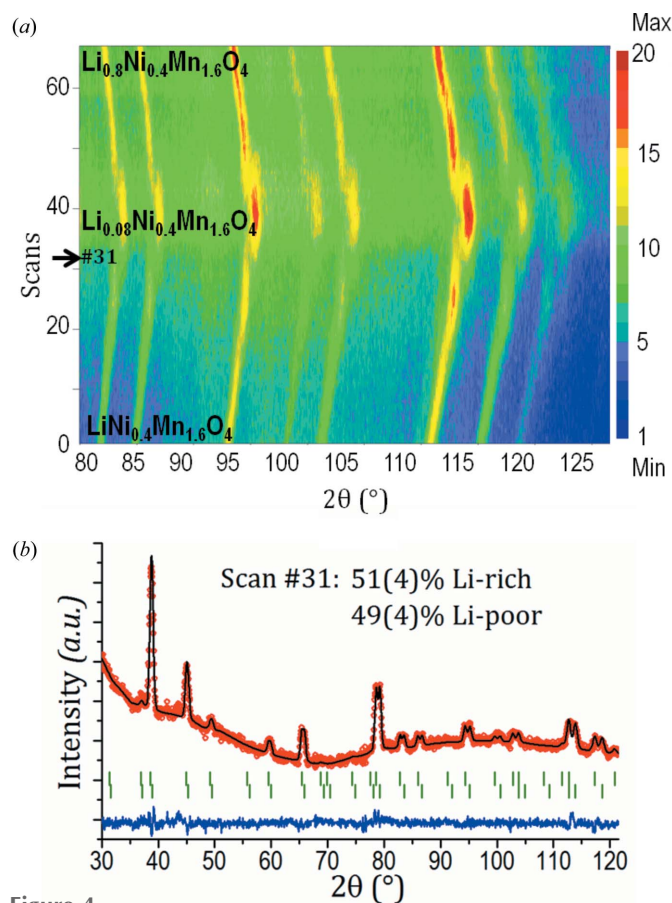 (a)
Max
Li0.8Ni0.4Mn1.6O4
20
60
15
40
Li0.08Ni0.4Mn1.6O4
#31
Scans
10
20
5
LiNi0.4Mn1.6O4
0
1
80 85 90 95 100 105 110 115 120 125
Min
2θ (°)
(b)
Scan #31: 51(4)% Li-rich
49(4)% Li-poor
Intensity (a.u.)
30 40 50 60 70 80 90 100 110 120
2θ (°)